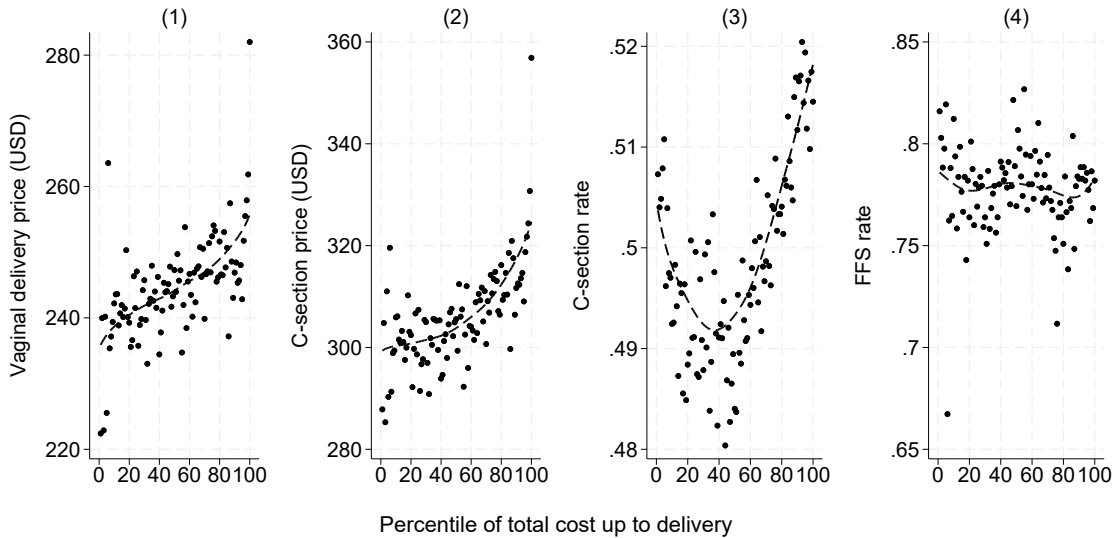 (1)
(2)
(3)
(4)
Vaginal delivery price (USD)
280
260
240
220
0 20 40 60 80 100
C-section price (USD)
360
340
320
300
280
0 20 40 60 80 100
C-section rate
.52
.51
.5
.49
.48
0 20 40 60 80 100
FFS rate
.85
.8
.75
.7
.65
0 20 40 60 80 100
Percentile of total cost up to delivery